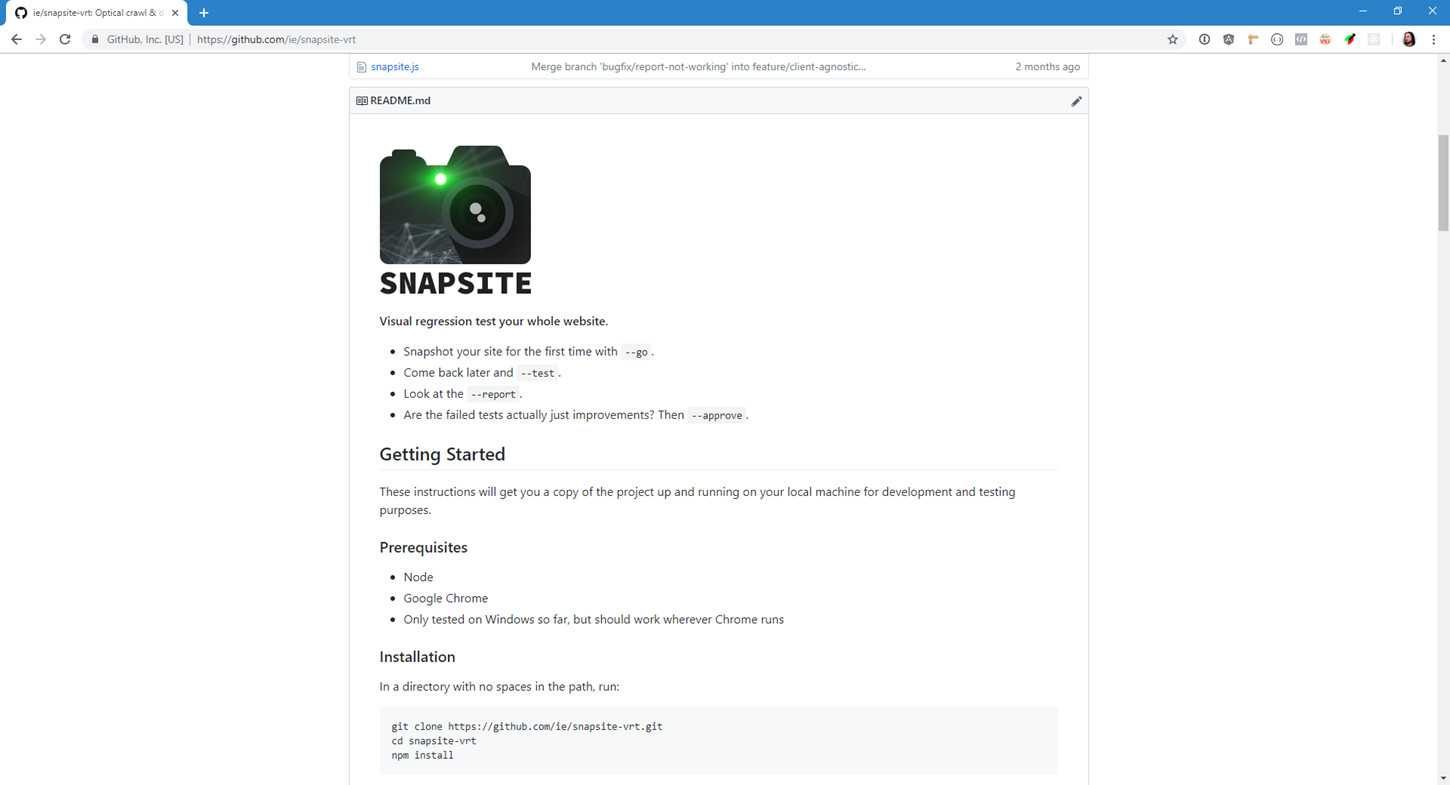 ie/snapsite-vrt: Optical crawl &
GitHub, Inc. [US] | https://github.com/ie/snapsite-vrt
snapsite.js Merge branch 'bugfix/report-not-working' into feature/client-agnostic... 2 months ago
README.md
SNAPSITE
Visual regression test your whole website.
Snapshot your site for the first time with --go.
Come back later and --test.
Look at the --report.
Are the failed tests actually just improvements? Then --approve.
Getting Started
These instructions will get you a copy of the project up and running on your local machine for development and testing
purposes.
Prerequisites
Node
Google Chrome
Only tested on Windows so far, but should work wherever Chrome runs
Installation
In a directory with no spaces in the path, run:
git clone https://github.com/ie/snapsite-vrt.git
cd snapsite-vrt
npm install